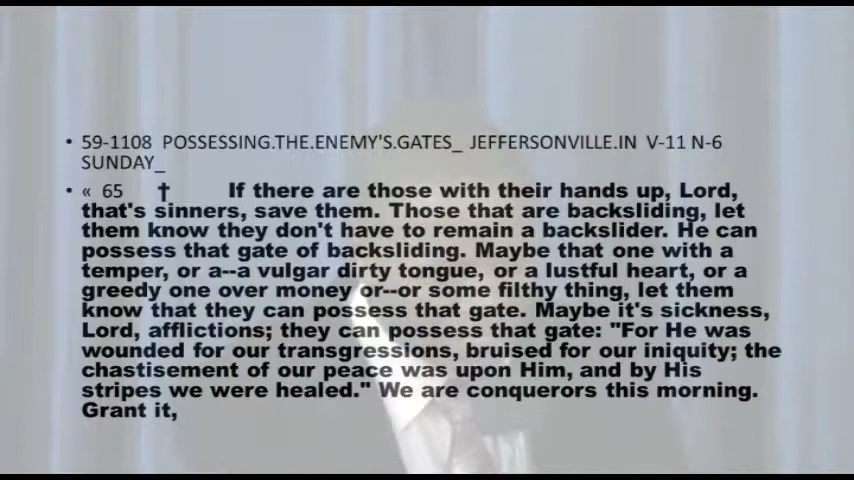 • 59-1108 POSSESSING.THE.ENEMY'S.GATES_ JEFFERSONVILLE.IN V-11 N-6
SUNDAY_
• « 65 † If there are those with their hands up, Lord,
that's sinners, save them. Those that are backsliding, let
them know they don't have to remain a backslider. He can
possess that gate of backsliding. Maybe that one with a
temper, or a--a vulgar dirty tongue, or a lustful heart, or a
greedy one over money or--or some filthy thing, let them
know that they can possess that gate. Maybe it's sickness,
Lord, afflictions; they can possess that gate: "For He was
wounded for our transgressions, bruised for our iniquity; the
chastisement of our peace was upon Him, and by His
stripes we were healed." We are conquerors this morning.
Grant it,